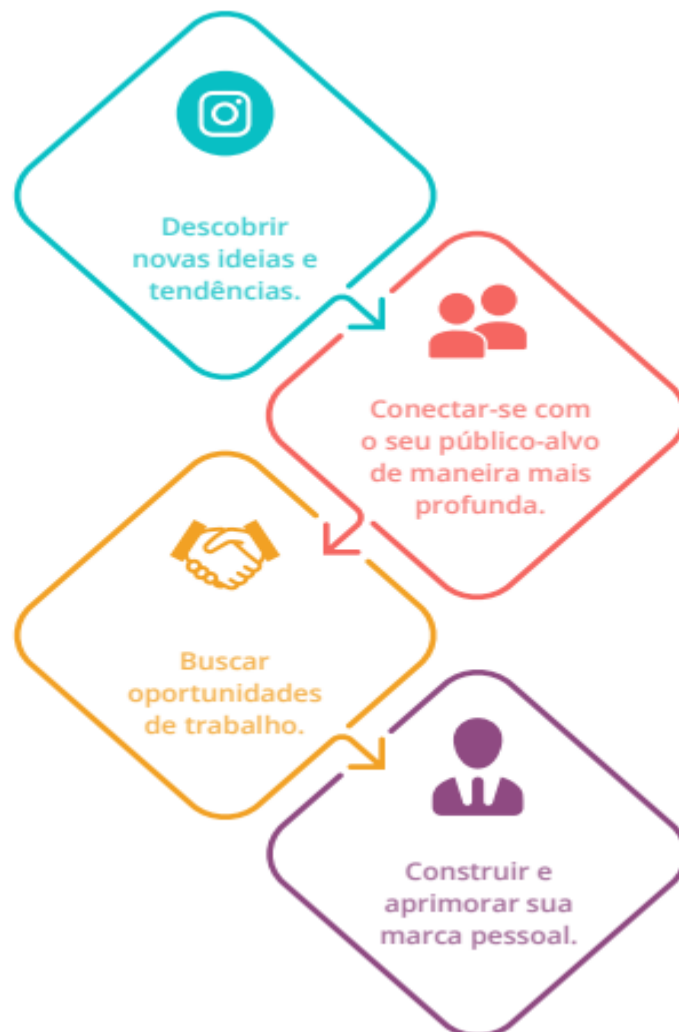 Descobrir
novas ideias e
tendências.
Conectar-se com
o seu público-alvo
de maneira mais
profunda.
Buscar
oportunidades
de trabalho.
Construir e
aprimorar sua
marca pessoal.